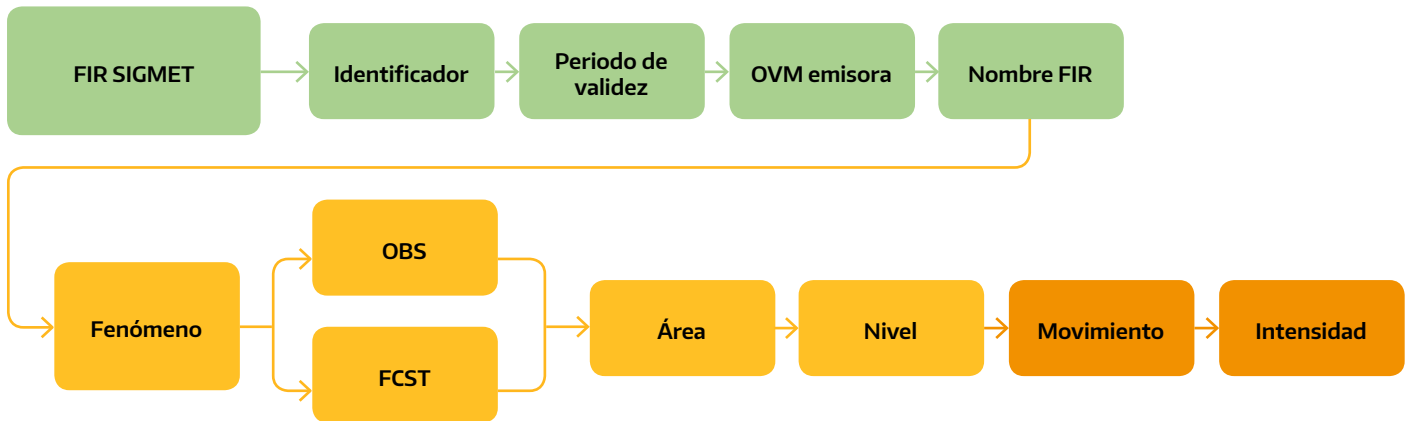 FIR SIGMET
Identificador
Periodo de
validez
OVM emisora
Nombre FIR
Fenómeno
OBS
FCST
Área
Nivel
Movimiento
Intensidad